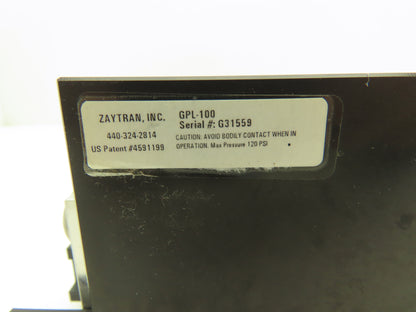 ZAYTRAN, INC.
440-324-2814
US Patent #4591199
GPL-100
Serial #: G31559
CAUTION: AVOID BODILY CONTACT WHEN IN
OPERATION. Max Pressure 120 PSI